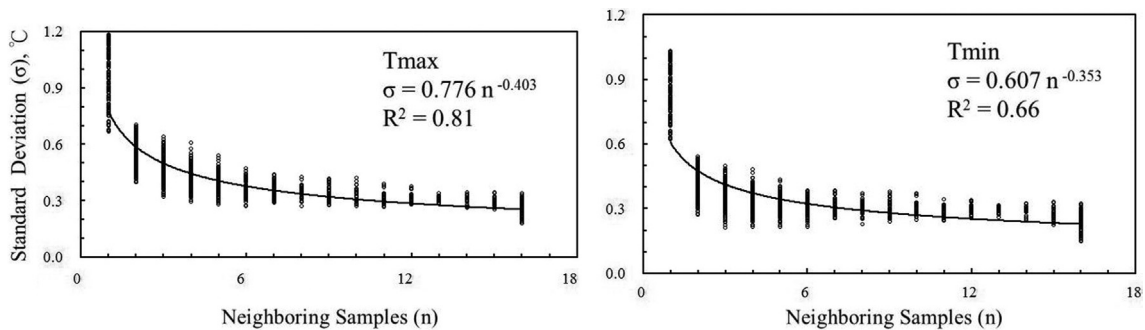 Standard Deviation (σ), ℃
1.2
0.9
0.6
0.3
0.0
Tmax
σ = 0.776 n -0.403
R2 = 0.81
0
6
12
18
Neighboring Samples (n)
1.2
0.9
0.6
0.3
0.0
Tmin
σ = 0.607 n -0.353
R2 = 0.66
0
6
12
18
Neighboring Samples (n)